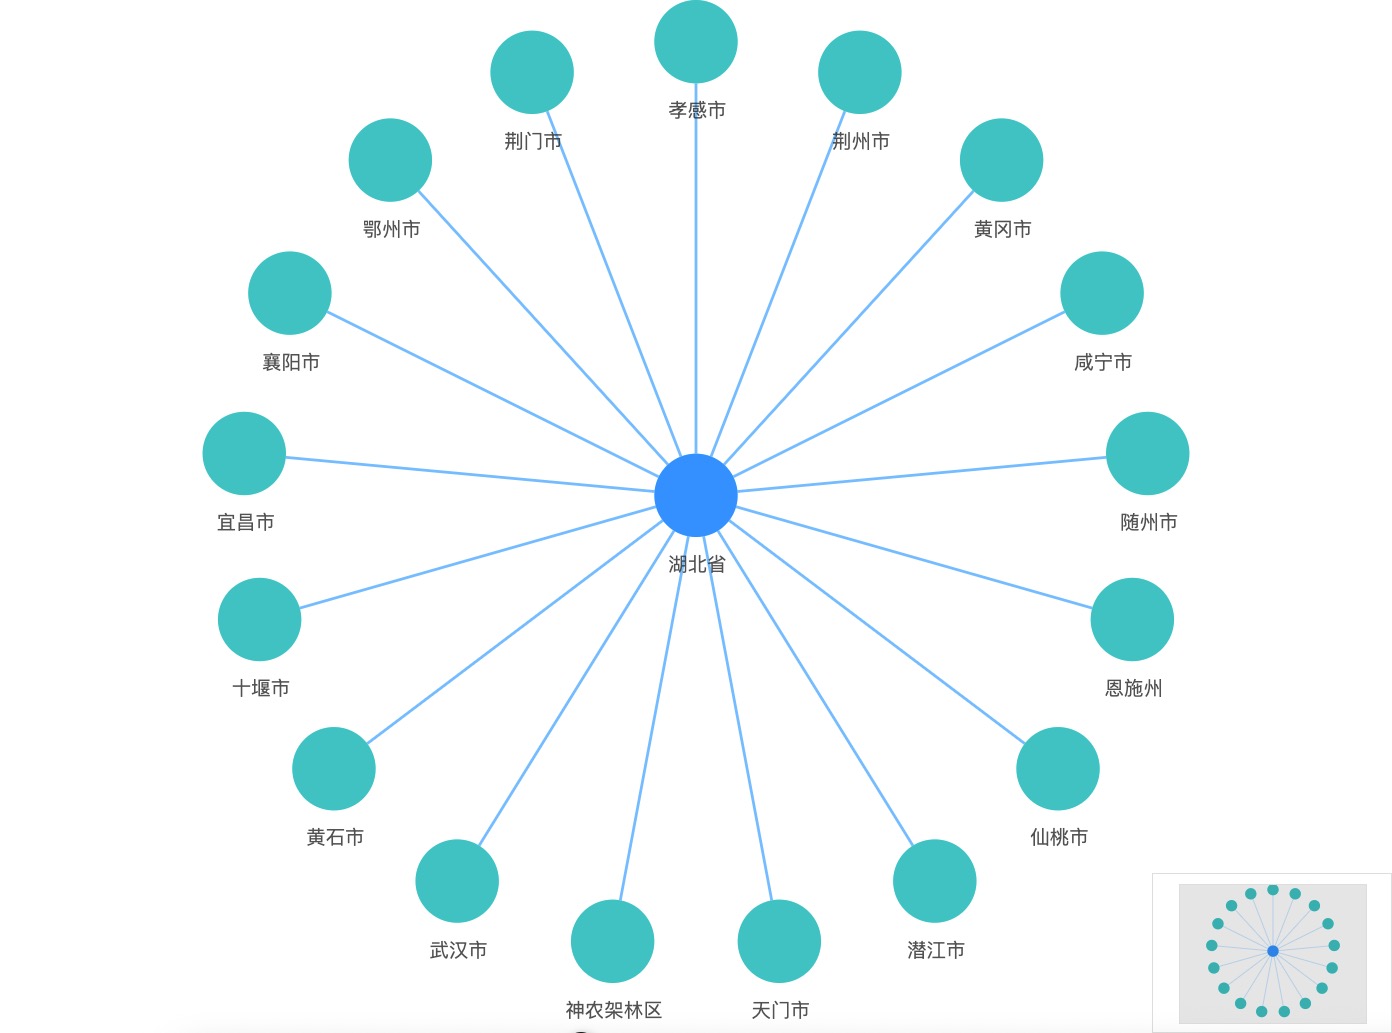 孝感市
荆门市
荆州市
鄂州市
黄冈市
襄阳市
咸宁市
宜昌市
随州市
湖北省
十堰市
恩施州
黄石市
仙桃市
武汉市
潜江市
神农架林区
天门市